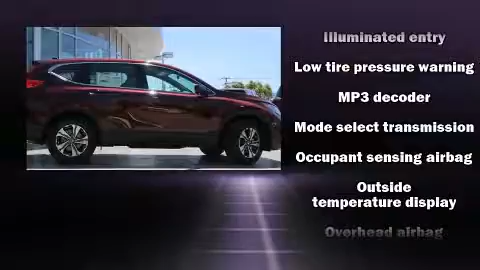 Illuminated entry
Low tire pressure warning
MP3 decoder
Mode select transmission
Occupant sensing airbag
Outside
temperature display
Overhead airbag